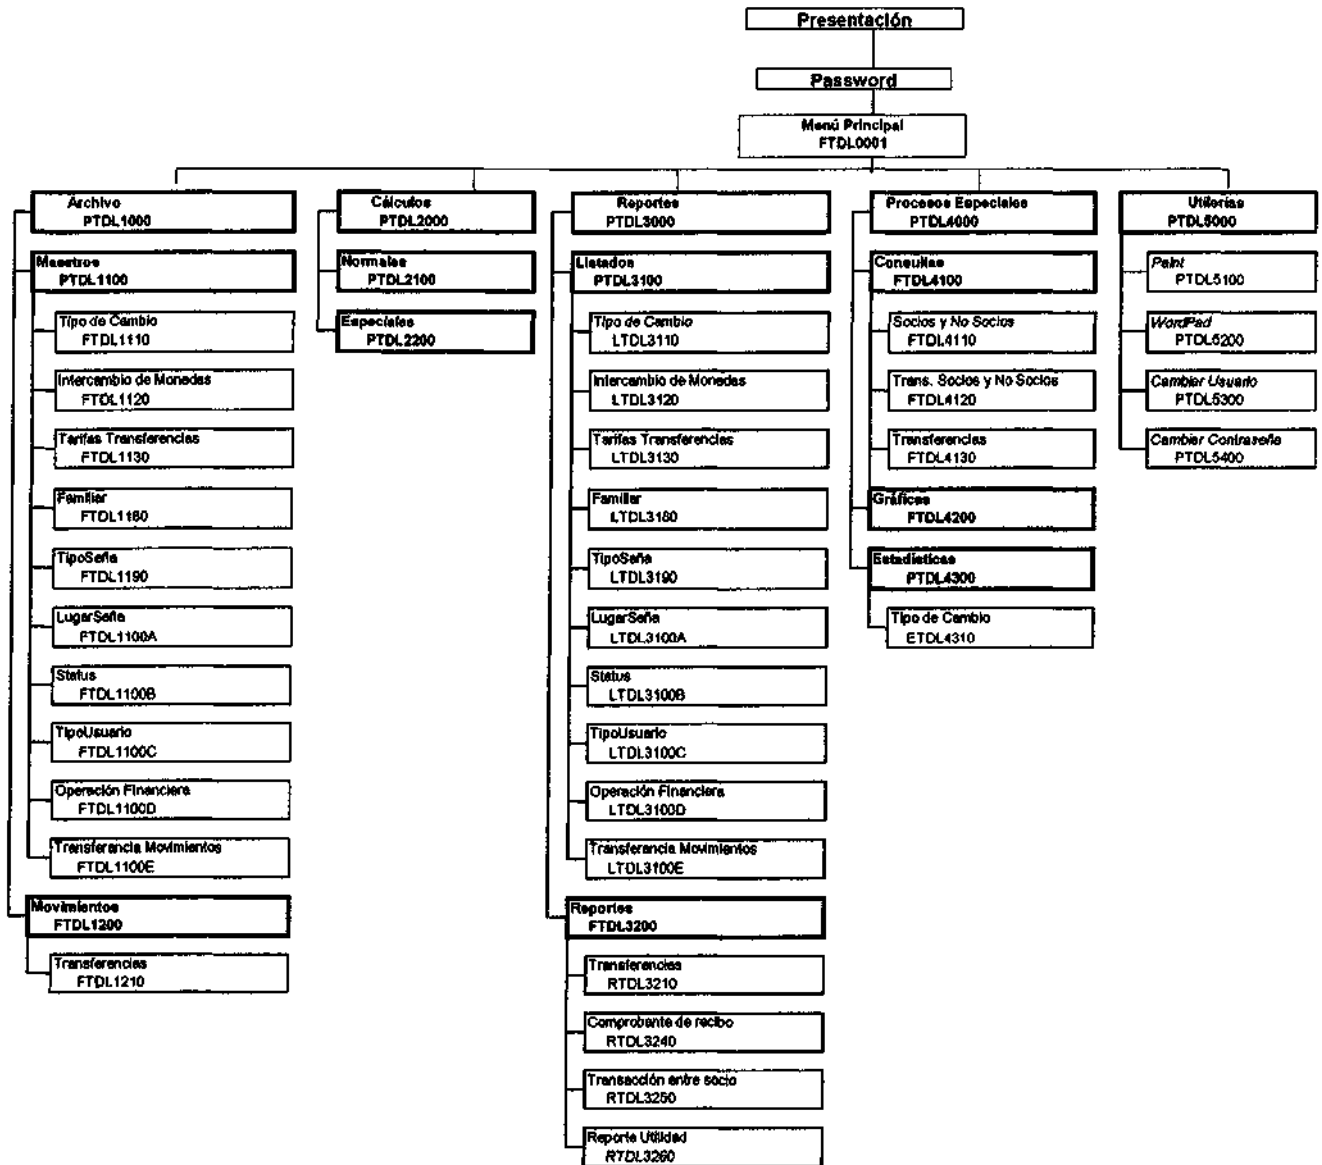 Presentación
Password
Menú Principal
FTDL0001
Archivo
PTDL1000
Maestros
PTDL1100
Tipo de Cambio
FTDL1110
Intercambio de Monedas
FTDL1120
Tarifas Transferencias
FTDL1130
Familiar
FTDL1180
TipoSeña
FTDL1190
LugarSeña
FTDL1100A
Status
FTDL1100B
TipoUsuario
FTDL1100C
Operación Financiera
FTDL1100D
Transferencia Movimientos
FTDL1100E
Movimientos
FTDL1200
Transferencias
FTDL1210
Cálculos
PTDL2000
Normales
PTDL2100
Especiales
PTDL2200
Reportes
PTDL3000
Listados
PTDL3100
Tipo de Cambio
LTDL3110
Intercambio de Monedas
LTDL3120
Tarifas Transferencias
LTDL3130
Familiar
LTDL3180
TipoSeña
LTDL3190
LugarSeña
LTDL3100A
Status
LTDL3100B
TipoUsuario
LTDL3100C
Operación Financiera
LTDL3100D
Transferancia Movimientos
LTDL3100E
Reportes
FTDL3200
Transferencias
RTDL3210
Comprobante de recibo
RTDL3240
Transacción entre socio
RTDL3250
Reporte Utilidad
RTDL3260
Procesos Especiales
PTDL4000
Consultas
FTDL4100
Socios y No Socios
FTDL4110
Trans. Socios y No Socios
FTDL4120
Transferencias
FTDL4130
Gráficas
FTDL4200
Estadísticas
PTDL4300
Tipo de Cambio
ETDL4310
Utilerías
PTDL5000
Paint
PTDL5100
WordPad
PTDL5200
Cambiar Usuario
PTDL5300
Cambiar Contraseña
PTDL5400